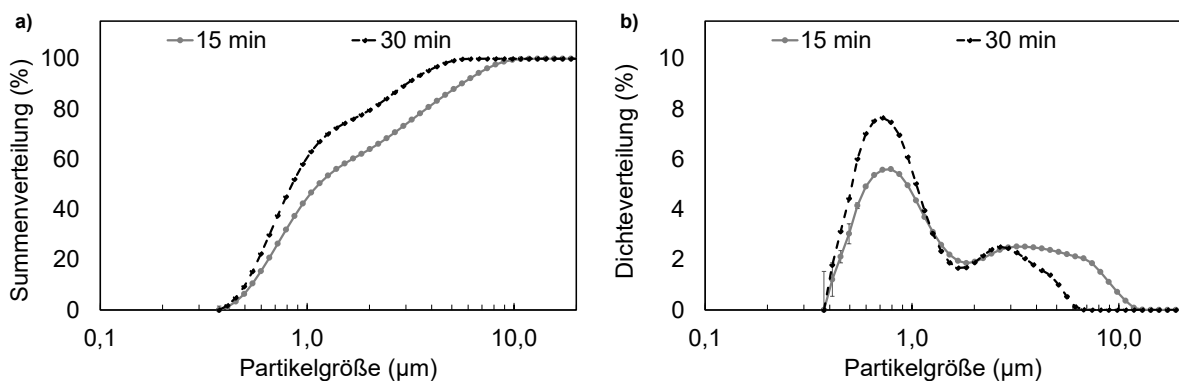 a)
15 min
30 min
Summenverteilung (%)
100
80
60
40
20
0
0,1
1,0
10,0
Partikelgröße (µm)
b)
15 min
30 min
Dichteverteilung (%)
10
8
6
4
2
0
0,1
1,0
10,0
Partikelgröße (µm)